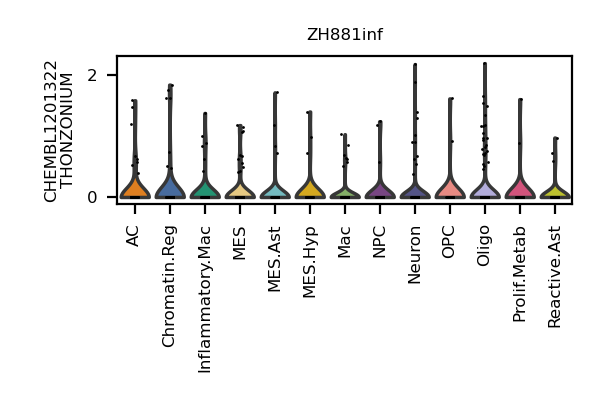 ZH881inf
CHEMBL1201322
THONZONIUM
2
0
AC
Chromatin.Reg
Inflammatory.Mac
MES
MES.Ast
MES.Hyp
Mac
NPC
Neuron
OPC
Oligo
Prolif.Metab
Reactive.Ast